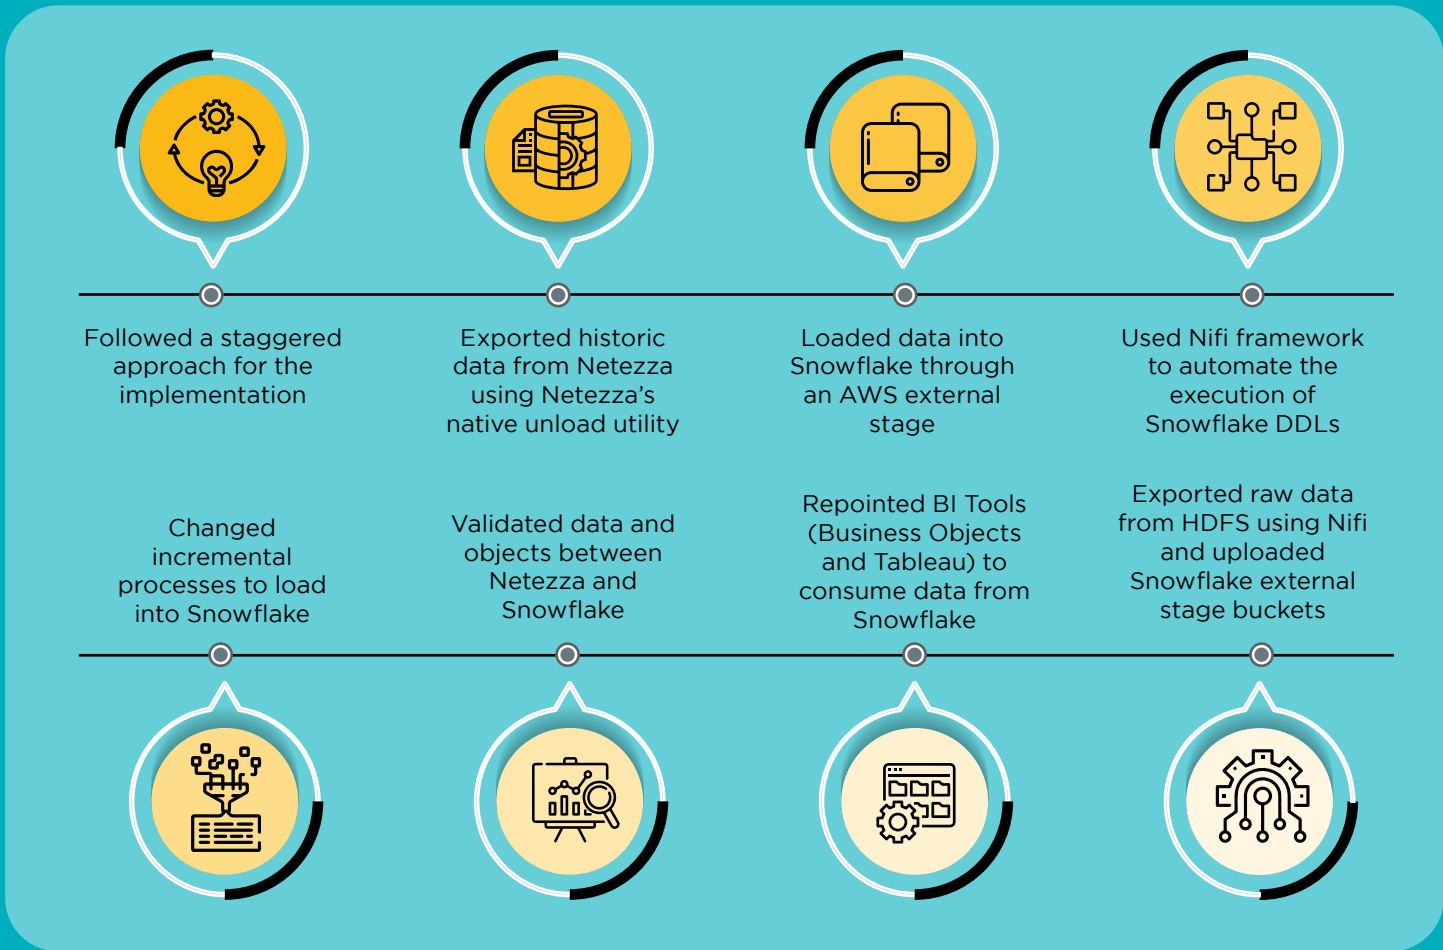 Followed a staggered
approach for the
implementation
Exported historic
data from Netezza
using Netezza’s
native unload utility
Loaded data into
Snowflake through
an AWS external
stage
Used Nifi framework
to automate the
execution of
Snowflake DDLs
Changed
incremental
processes to load
into Snowflake
Validated data and
objects between
Netezza and
Snowflake
Repointed BI Tools
(Business Objects
and Tableau) to
consume data from
Snowflake
Exported raw data
from HDFS using Nifi
and uploaded
Snowflake external
stage buckets